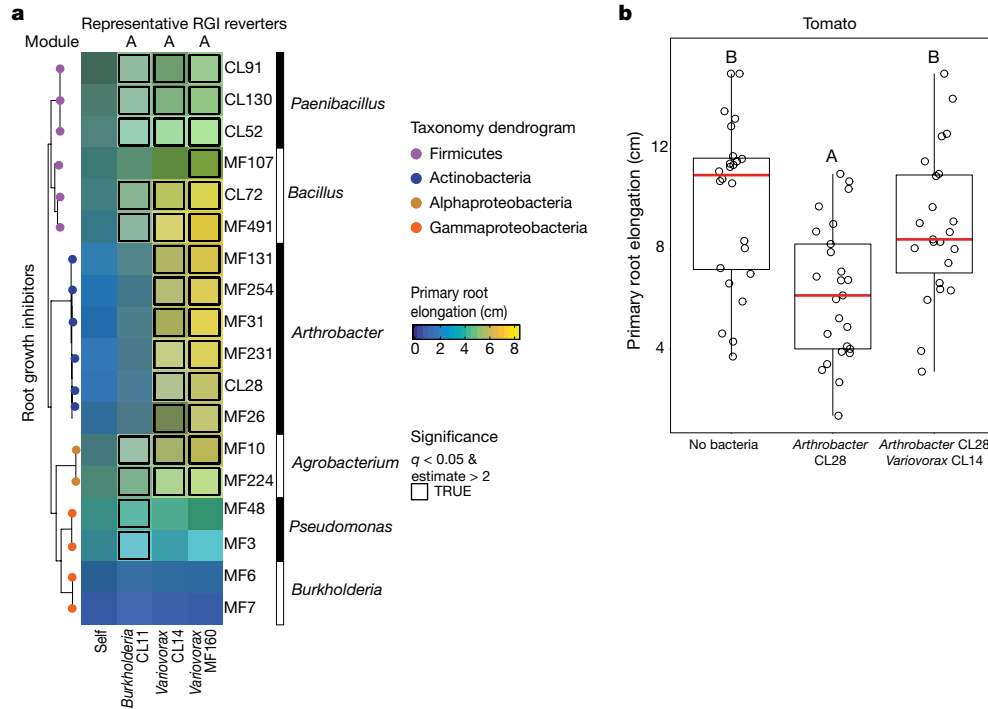 a
Representative RGI reverters
Module A A A
Root growth inhibitors
CL91
CL130
CL52
MF107
CL72
MF491
MF131
MF254
MF31
MF231
CL28
MF26
MF10
MF224
MF48
MF3
MF6
MF7
Paenibacillus
Bacillus
Arthrobacter
Agrobacterium
Pseudomonas
Burkholderia
Self
Burkholderia
CL11
Variovorax
CL14
Variovorax
MF160
Taxonomy dendrogram
Firmicutes
Actinobacteria
Alphaproteobacteria
Gammaproteobacteria
Primary root
elongation (cm)
0 2 4 6 8
Significance
q < 0.05 &
estimate > 2
TRUE
b
Tomato
Primary root elongation (cm)
12
8
4
B
A
B
No bacteria
Arthrobacter
CL28
Arthrobacter CL28
Variovorax CL14